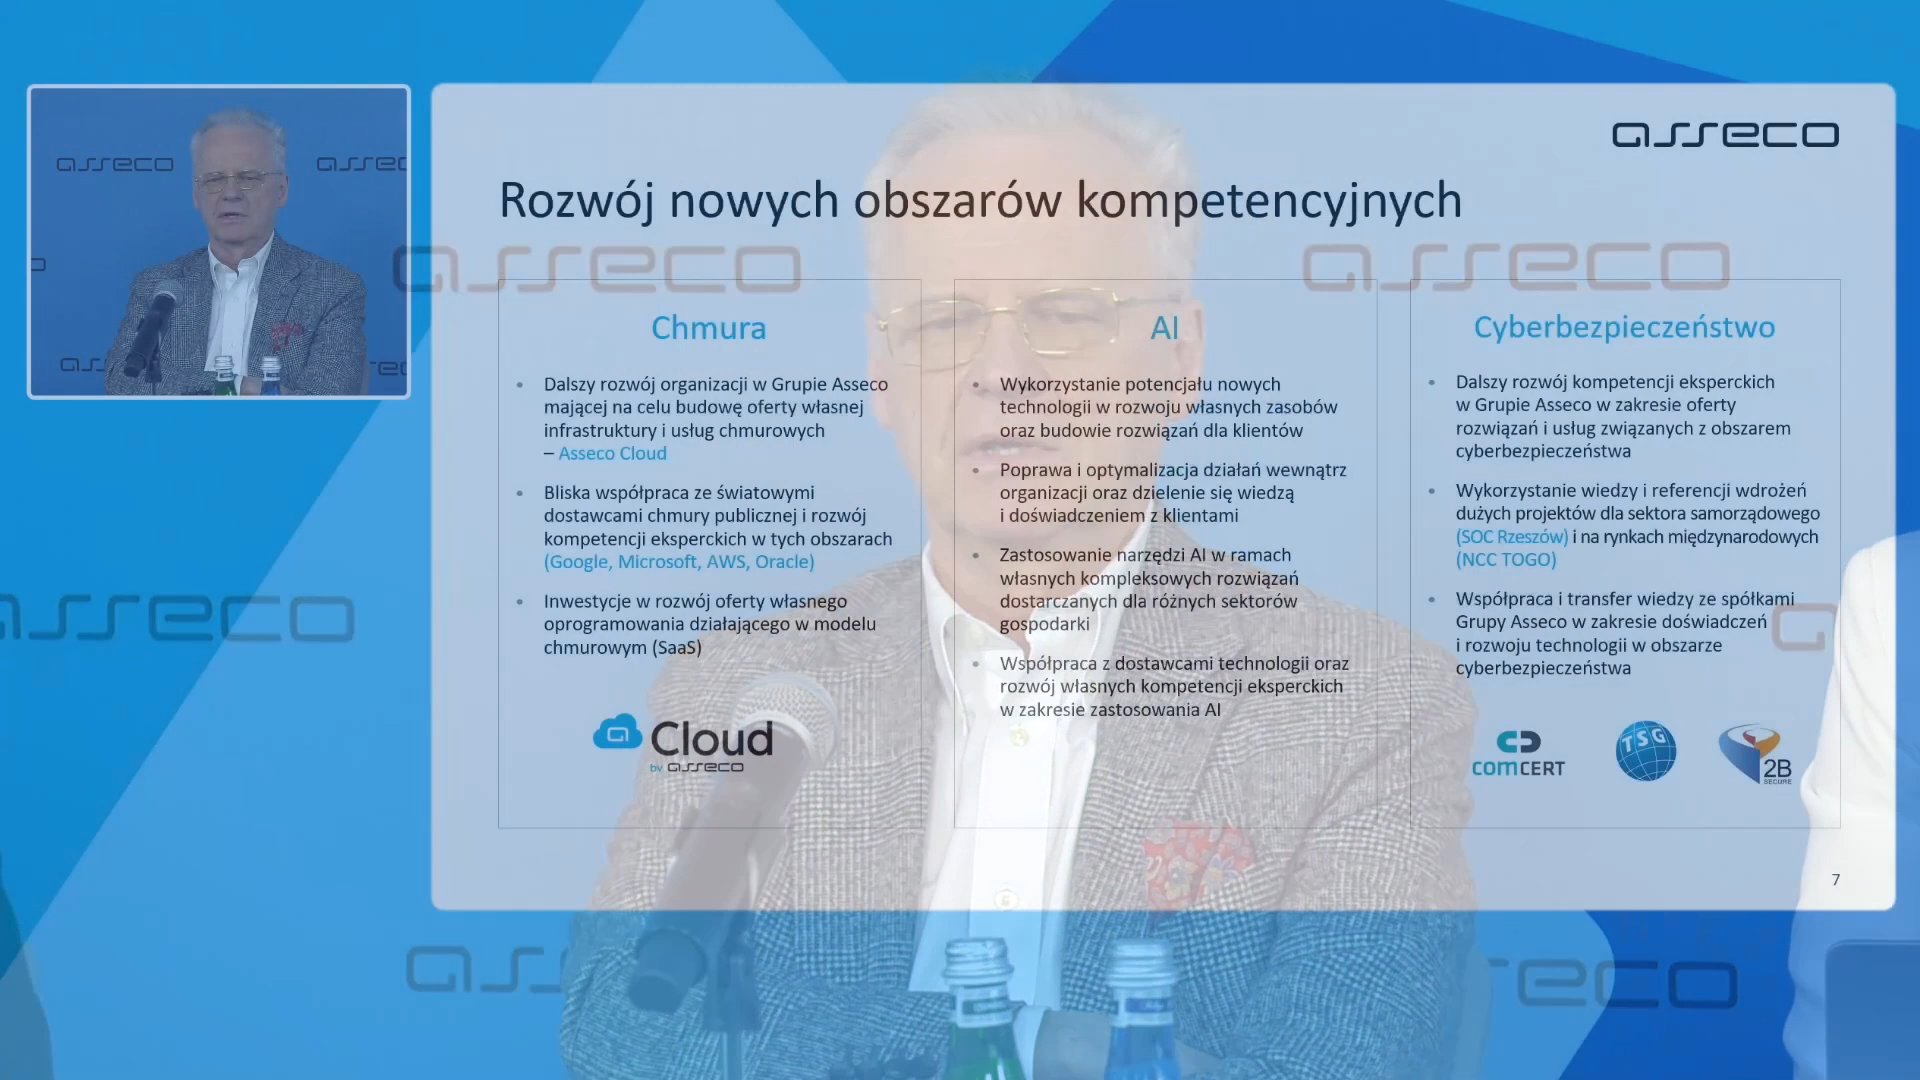 asseco
asseco
asseco
Rozwój nowych obszarów kompetencyjnych
asseco
asseco
Chmura
• Dalszy rozwój organizacji w Grupie Asseco
mającej na celu budowę oferty własnej
infrastruktury i usług chmurowych
– Asseco Cloud
• Bliska współpraca ze światowymi
dostawcami chmury publicznej i rozwój
kompetencji eksperckich w tych obszarach
(Google, Microsoft, AWS, Oracle)
• Inwestycje w rozwój oferty własnego
oprogramowania działającego w modelu
chmurowym (SaaS)
Cloud
by asseco
AI
• Wykorzystanie potencjału nowych
technologii w rozwoju własnych zasobów
oraz budowie rozwiązań dla klientów
• Poprawa i optymalizacja działań wewnątrz
organizacji oraz dzielenie się wiedzą
i doświadczeniem z klientami
• Zastosowanie narzędzi AI w ramach
własnych kompleksowych rozwiązań
dostarczanych dla różnych sektorów
gospodarki
• Współpraca z dostawcami technologii oraz
rozwój własnych kompetencji eksperckich
w zakresie zastosowania AI
Cyberbezpieczeństwo
• Dalszy rozwój kompetencji eksperckich
w Grupie Asseco w zakresie oferty
rozwiązań i usług związanych z obszarem
cyberbezpieczeństwa
• Wykorzystanie wiedzy i referencji wdrożeń
dużych projektów dla sektora samorządowego
(SOC Rzeszów) i na rynkach międzynarodowych
(NCC TOGO)
• Współpraca i transfer wiedzy ze spółkami
Grupy Asseco w zakresie doświadczeń
i rozwoju technologii w obszarze
cyberbezpieczeństwa
COMCERT
TSG
2B
SECURE
7
asseco